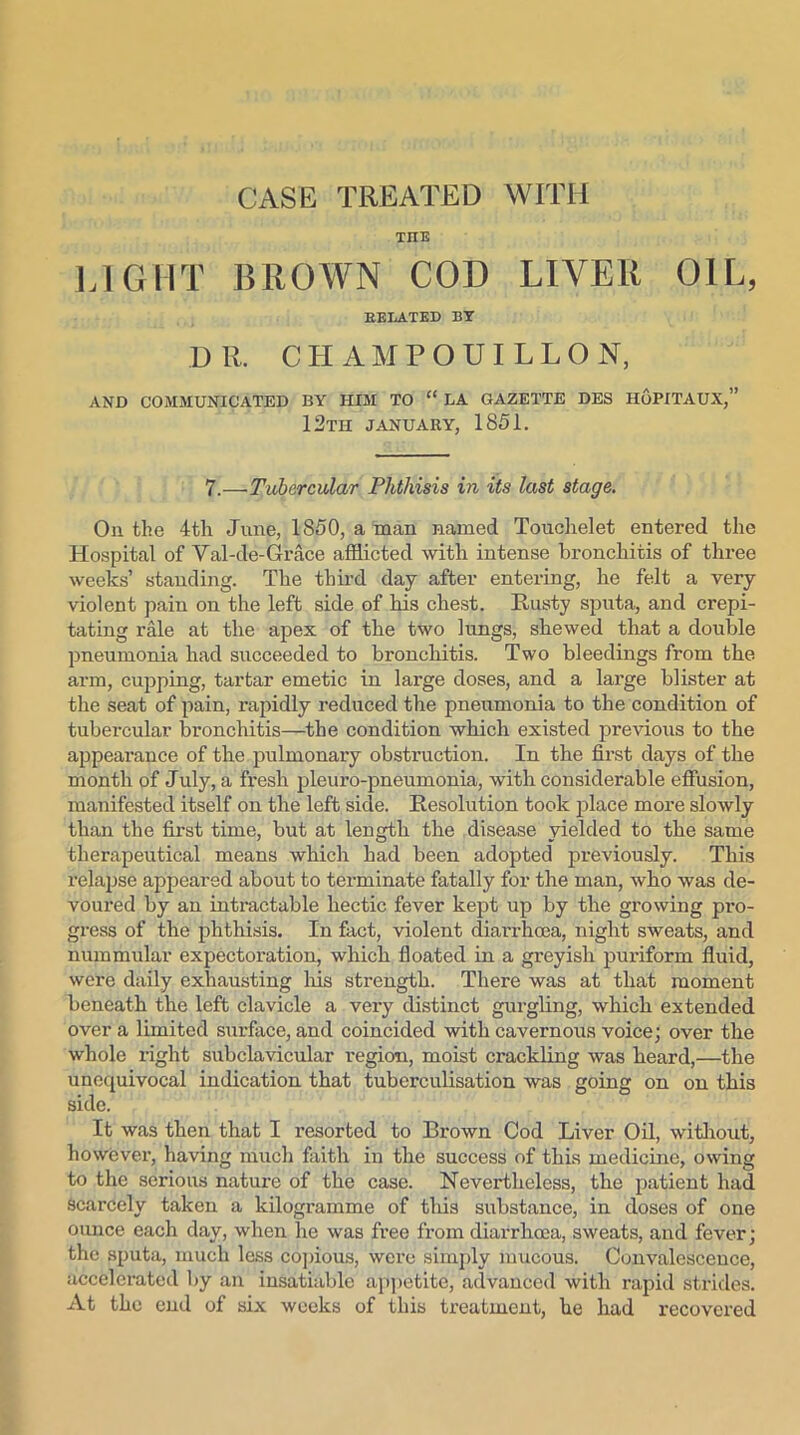 CASE TREATED WITH
THE
LIGHT BROWN COD LIVER OIL,
RELATED BY
DR. CHAMPOUILLON,
AND COMMUNICATED BY HIM TO “LA GAZETTE DES HÔPITAUX,”
12TH JANUARY, 1851.
7.—Tubercular Phthisis in its last stage.
On the 4th June, 1850, a man named Touchelet entered the
Hospital of Val-de-Grâce afflicted with intense bronchitis of three
weeks’ standing. The third day after entering, he felt a very
violent pain on the left side of his chest. Rusty sputa, and crepi-
tating râle at the apex of the two lungs, shewed that a double
pneumonia had succeeded to bronchitis. Two bleedings from the
arm, cupping, tartar emetic in large doses, and a large blister at
the seat of pain, rapidly reduced the pneumonia to the condition of
tubercular bronchitis—the condition which existed previous to the
appearance of the pulmonary obstruction. In the first days of the
month of July, a fresh pleuro-pneumonia, with considerable effusion,
manifested itself on the left side. Resolution took place more slowly
than the first time, but at length the disease yielded to the same
therapeutical means which had been adopted previously. This
relapse appeared about to terminate fatally for the man, who was de-
voured by an intractable hectic fever kept up by the growing pro-
gress of the phthisis. In fact, violent diarrhœa, night sweats, and
nummular expectoration, which floated in a greyish puriform fluid,
were daily exhausting his strength. There was at that moment
beneath the left clavicle a very distinct gurgling, which extended
over a limited surface, and coincided with cavernous voice; over the
whole right subclavicular region, moist crackling was heard,—the
unequivocal indication that tuberculisation was going on on this
side.
It was then that I resorted to Brown Cod Liver Oil, without,
however, having much faith in the success of this medicine, owing
to the serious nature of the case. Nevertheless, the patient had
scarcely taken a kilogramme of this substance, in doses of one
ounce each day, when he was free from diarrhœa, sweats, and fever;
the sputa, much less copious, were simply mucous. Convalescence,
accelerated by an insatiable appetite, advanced with rapid strides.
At the end of six weeks of this treatment, he had recovered